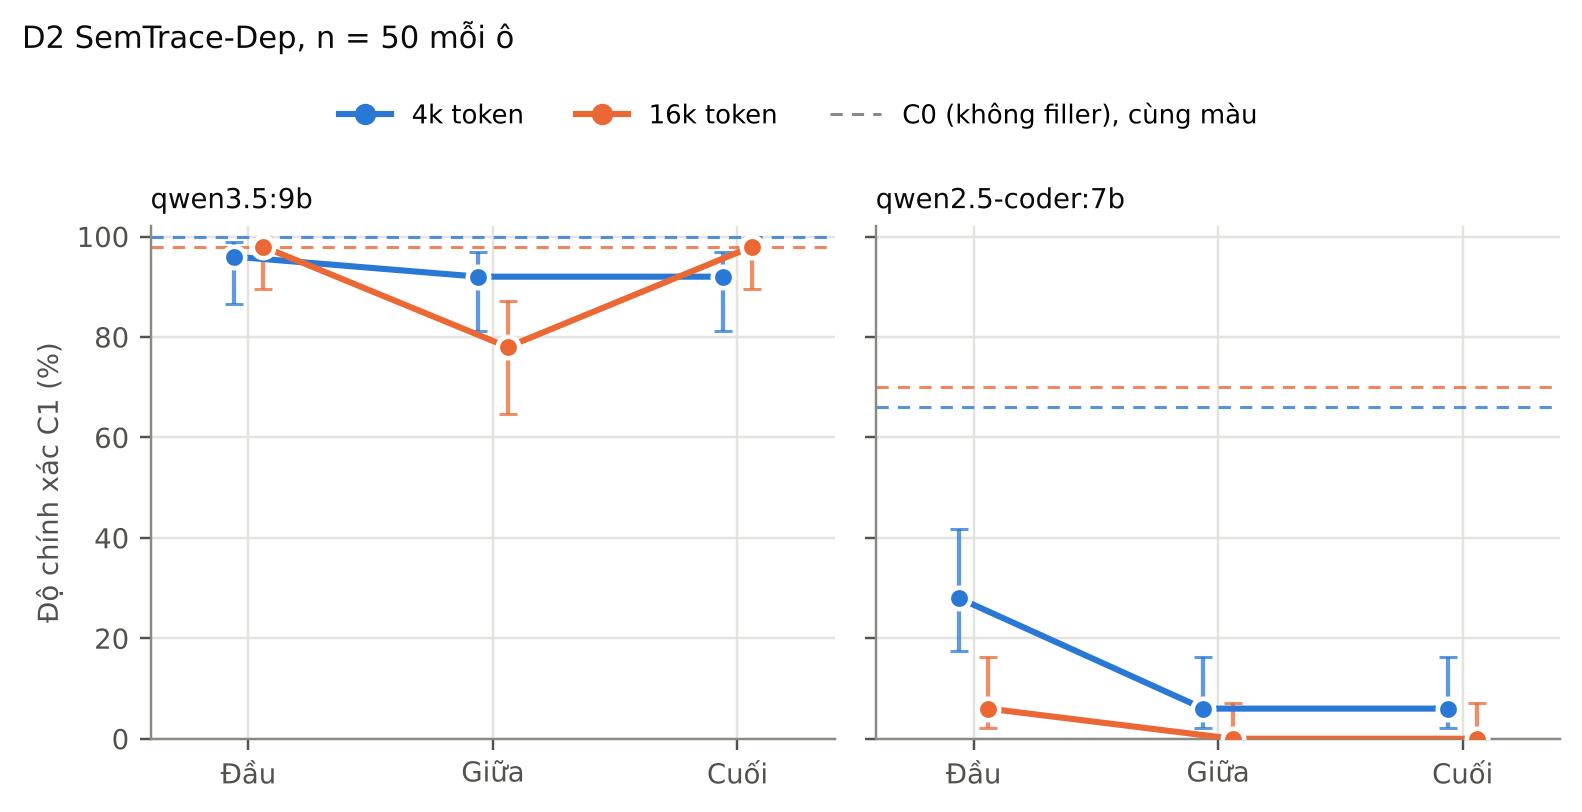 D2 SemTrace-Dep, n = 50 mỗi ô
4k token
16k token
C0 (không filler), cùng màu
qwen3.5:9b
qwen2.5-coder:7b
Độ chính xác C1 (%)
100
80
60
40
20
0
Đầu
Giữa
Cuối
Đầu
Giữa
Cuối